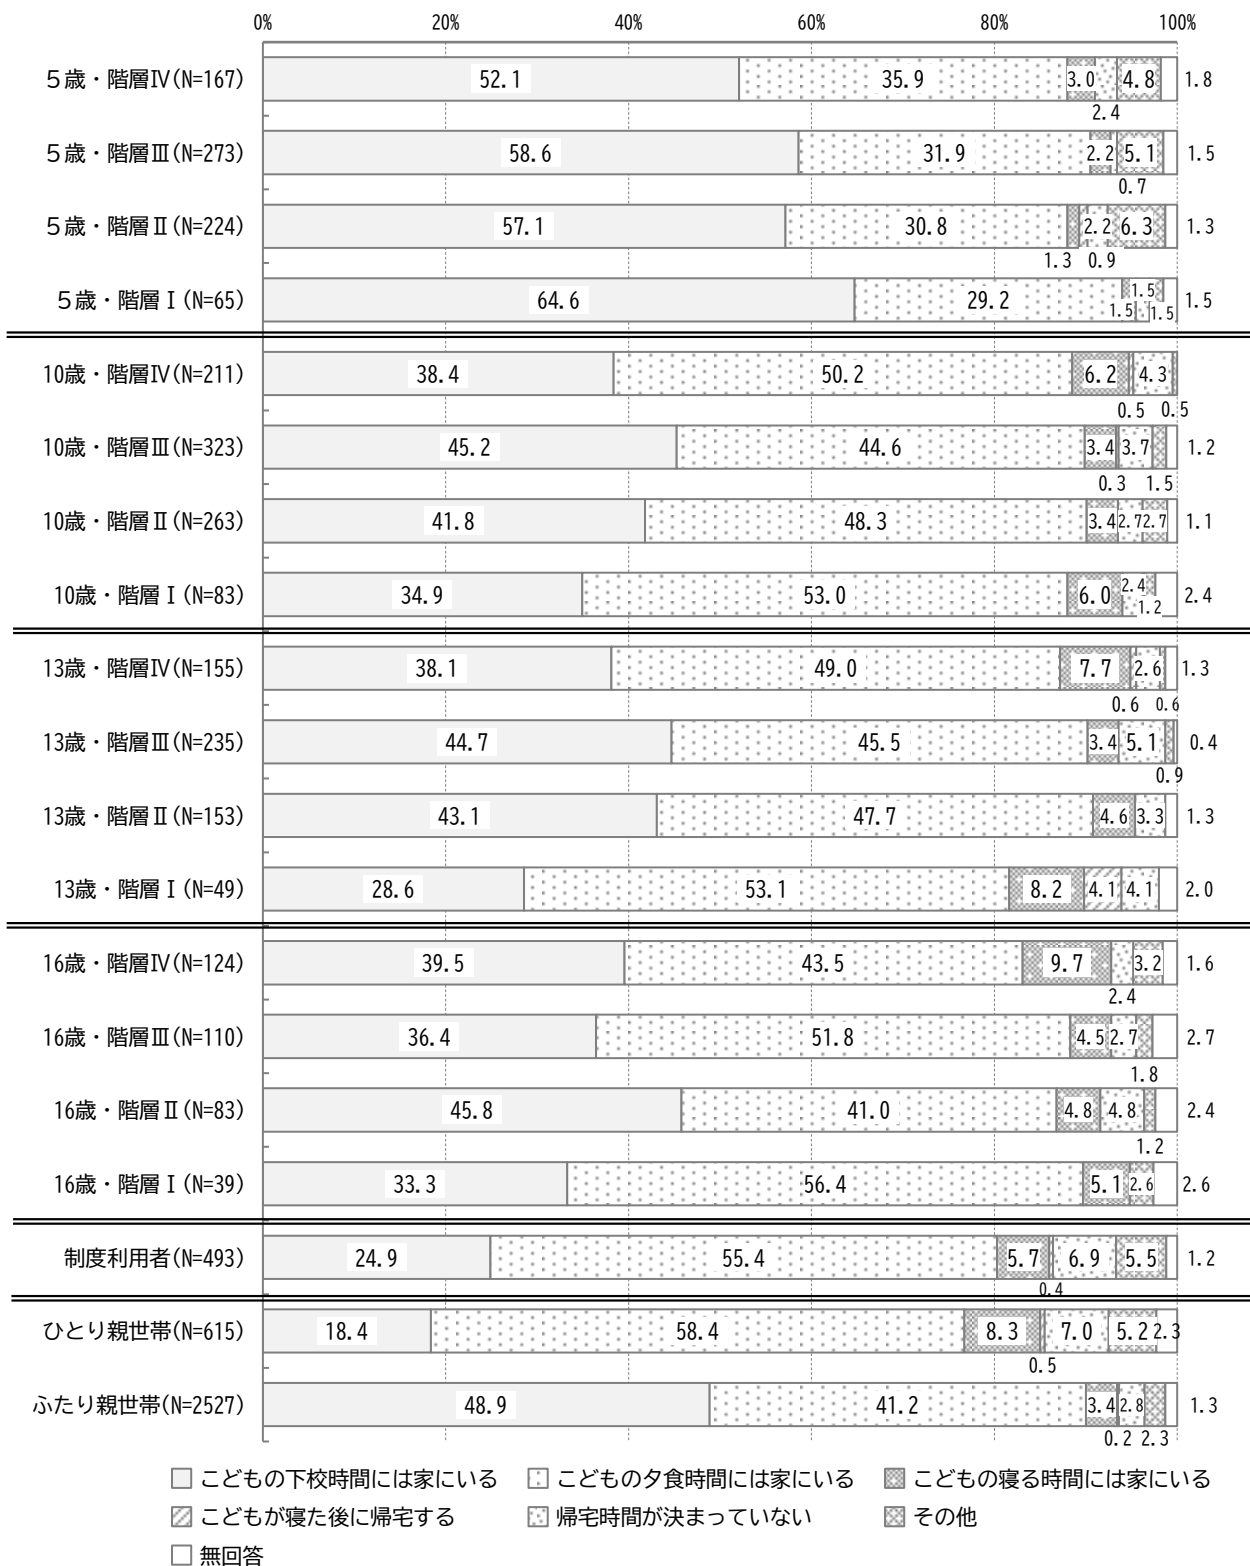 0% 20% 40% 60% 80% 100%
5歳・階層Ⅳ(N=167) 52.1 35.9 3.0 4.8 1.8
2.4
5歳・階層Ⅲ(N=273) 58.6 31.9 2.2 5.1 1.5
0.7
5歳・階層Ⅱ(N=224) 57.1 30.8 2.2 6.3 1.3
1.3 0.9
5歳・階層Ⅰ(N=65) 64.6 29.2 1.5 1.5 1.5 1.5
10歳・階層Ⅳ(N=211) 38.4 50.2 6.2 4.3
0.5 0.5
10歳・階層Ⅲ(N=323) 45.2 44.6 3.4 3.7 1.2
0.3 1.5
10歳・階層Ⅱ(N=263) 41.8 48.3 3.4 2.7 2.7 1.1
10歳・階層Ⅰ(N=83) 34.9 53.0 6.0 2.4 1.2 2.4
13歳・階層Ⅳ(N=155) 38.1 49.0 7.7 2.6 1.3
0.6 0.6
13歳・階層Ⅲ(N=235) 44.7 45.5 3.4 5.1 0.4
0.9
13歳・階層Ⅱ(N=153) 43.1 47.7 4.6 3.3 1.3
13歳・階層Ⅰ(N=49) 28.6 53.1 8.2 4.1 4.1 2.0
16歳・階層Ⅳ(N=124) 39.5 43.5 9.7 3.2 1.6
2.4
16歳・階層Ⅲ(N=110) 36.4 51.8 4.5 2.7 2.7
1.8
16歳・階層Ⅱ(N=83) 45.8 41.0 4.8 4.8 2.4
1.2
16歳・階層Ⅰ(N=39) 33.3 56.4 5.1 2.6 2.6
制度利用者(N=493) 24.9 55.4 5.7 6.9 5.5 1.2
0.4
ひとり親世帯(N=615) 18.4 58.4 8.3 7.0 5.2 2.3
0.5
ふたり親世帯(N=2527) 48.9 41.2 3.4 2.8 1.3
0.2 2.3
こどもの下校時間には家にいる こどもの夕食時間には家にいる こどもの寝る時間には家にいる
こどもが寝た後に帰宅する 帰宅時間が決まっていない その他
無回答